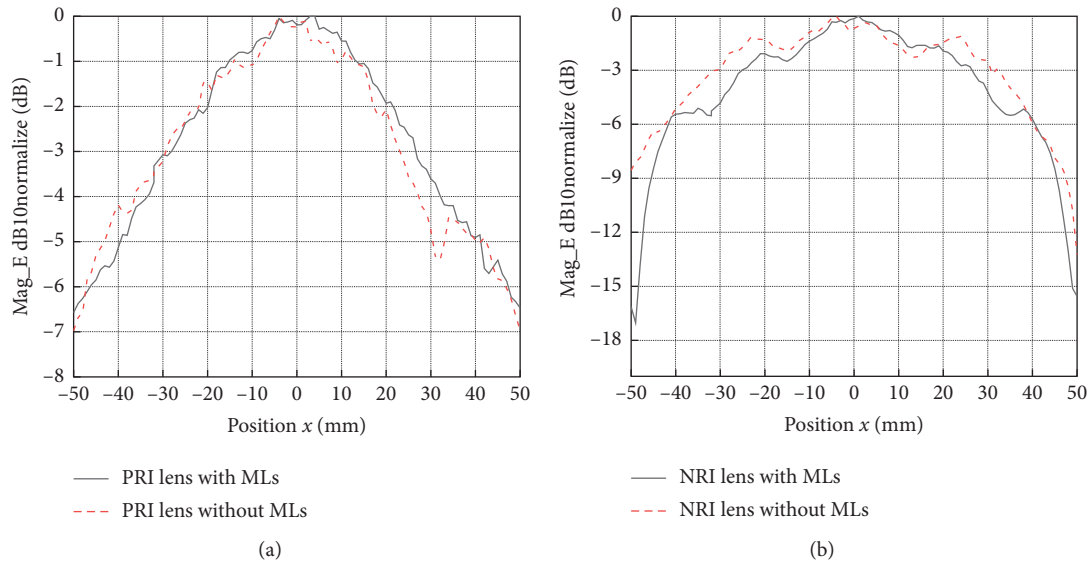 0
−1
−2
−3
−4
−5
−6
−7
−8
Mag_E dB10normalize (dB)
−50 −40 −30 −20 −10 0 10 20 30 40 50
Position x (mm)
PRI lens with MLs
PRI lens without MLs
(a)
0
−3
−6
−9
−12
−15
−18
Mag_E dB10normalize (dB)
−50 −40 −30 −20 −10 0 10 20 30 40 50
Position x (mm)
NRI lens with MLs
NRI lens without MLs
(b)